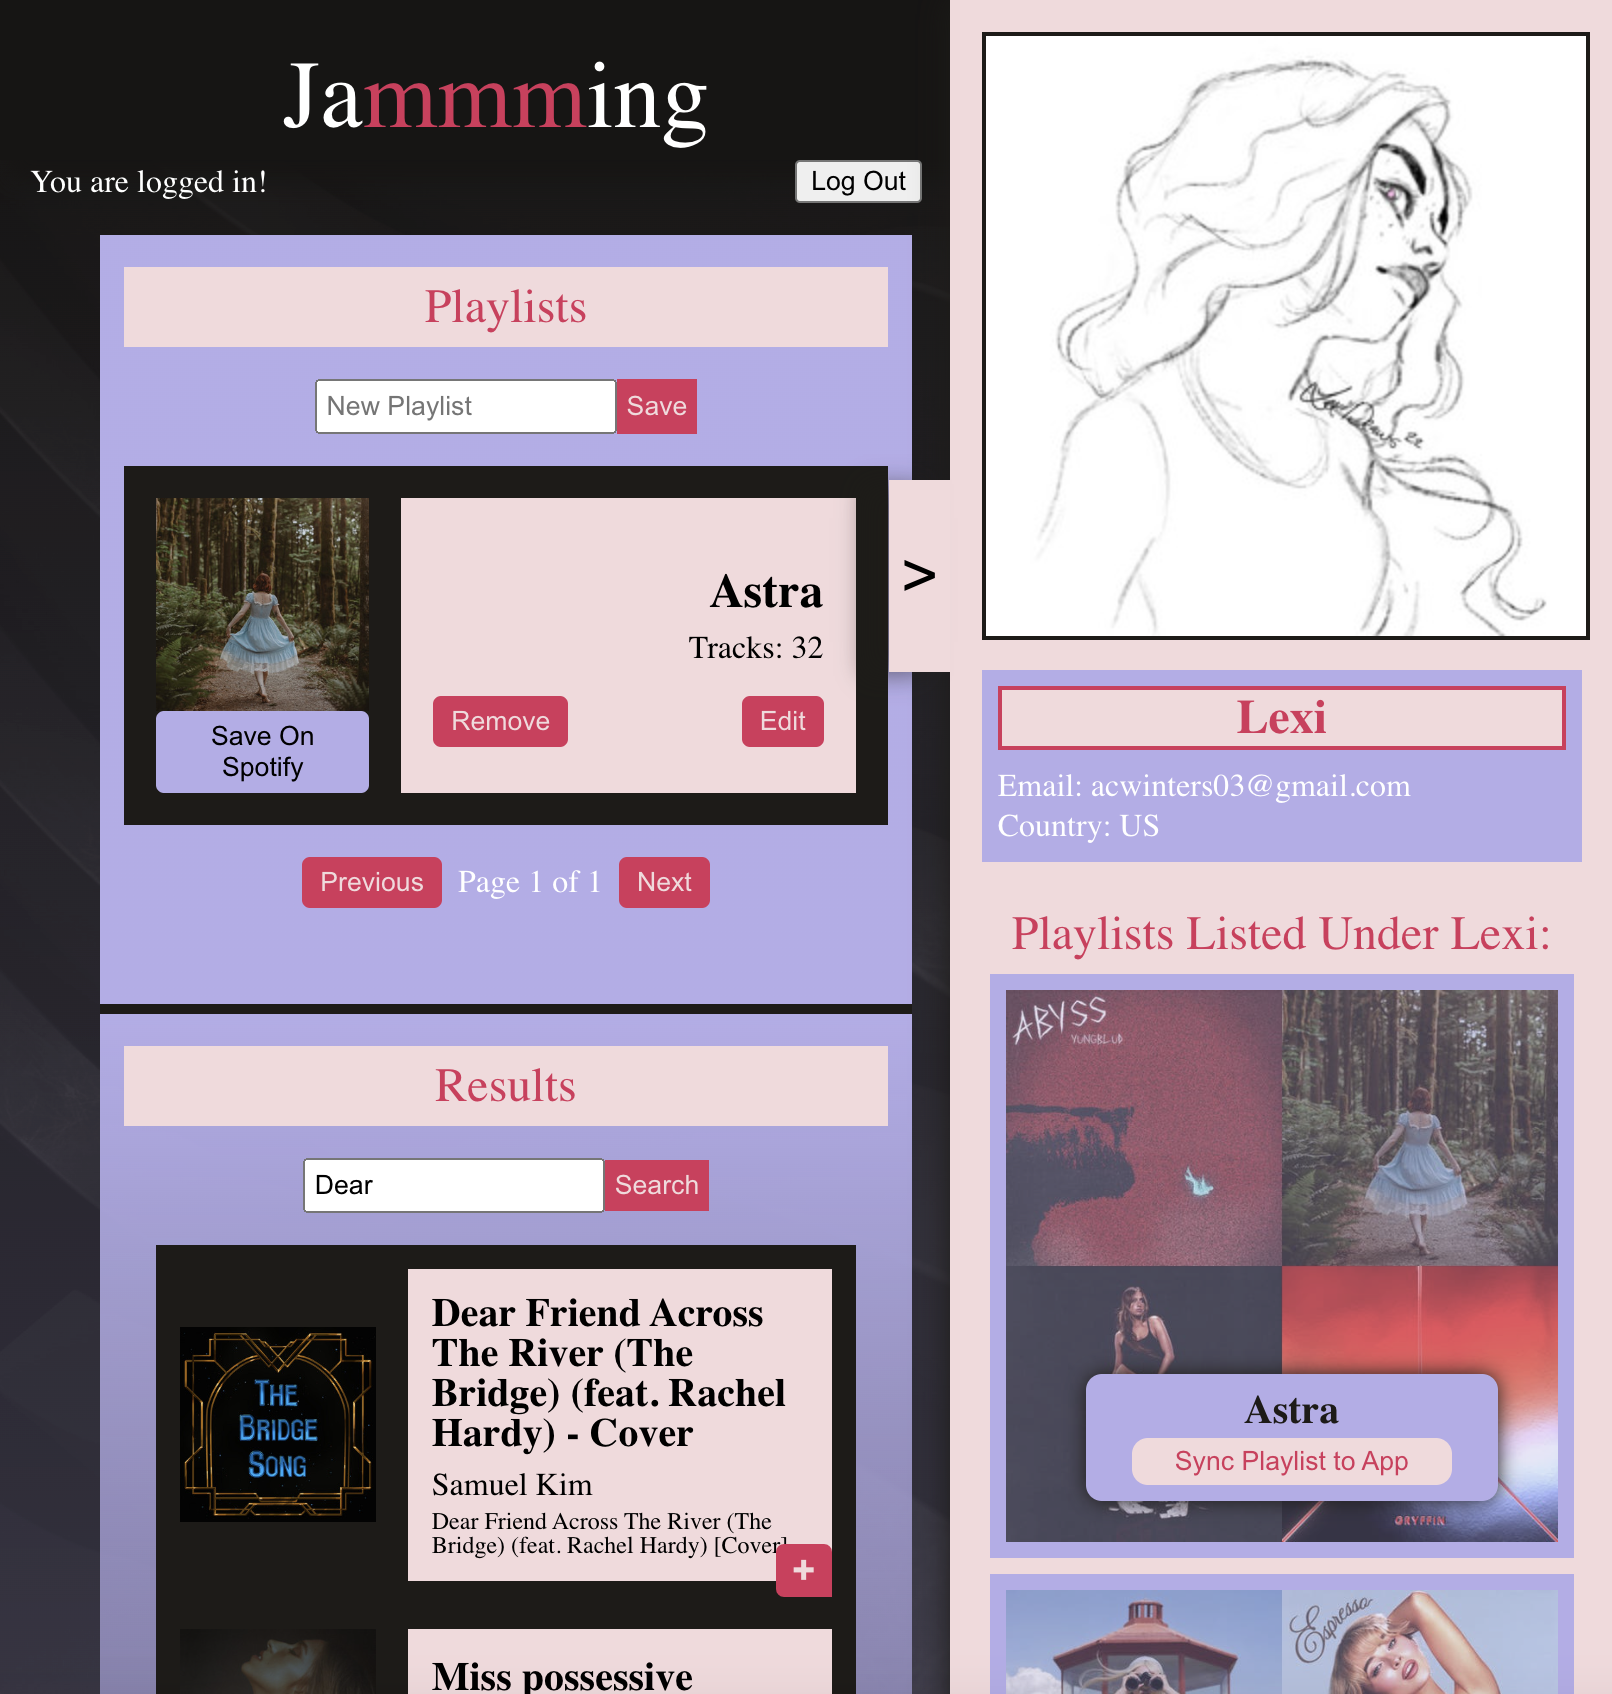 Jammming
You are logged in!
Log Out
Playlists
New Playlist
Save
Astra
Tracks: 32
Remove
Edit
Save On
Spotify
>
Previous
Page 1 of 1
Next
Results
Dear
Search
THE
BRIDGE
SONG
Dear Friend Across
The River (The
Bridge) (feat. Rachel
Hardy) - Cover
Samuel Kim
Dear Friend Across The River (The
Bridge) (feat. Rachel Hardy) [Cover]
+
Miss possessive
22
Lexi
Email: acwinters03@gmail.com
Country: US
Playlists Listed Under Lexi:
ABYSS
YUNGBLUD
Astra
Sync Playlist to App
GRYFFIN
Espresso